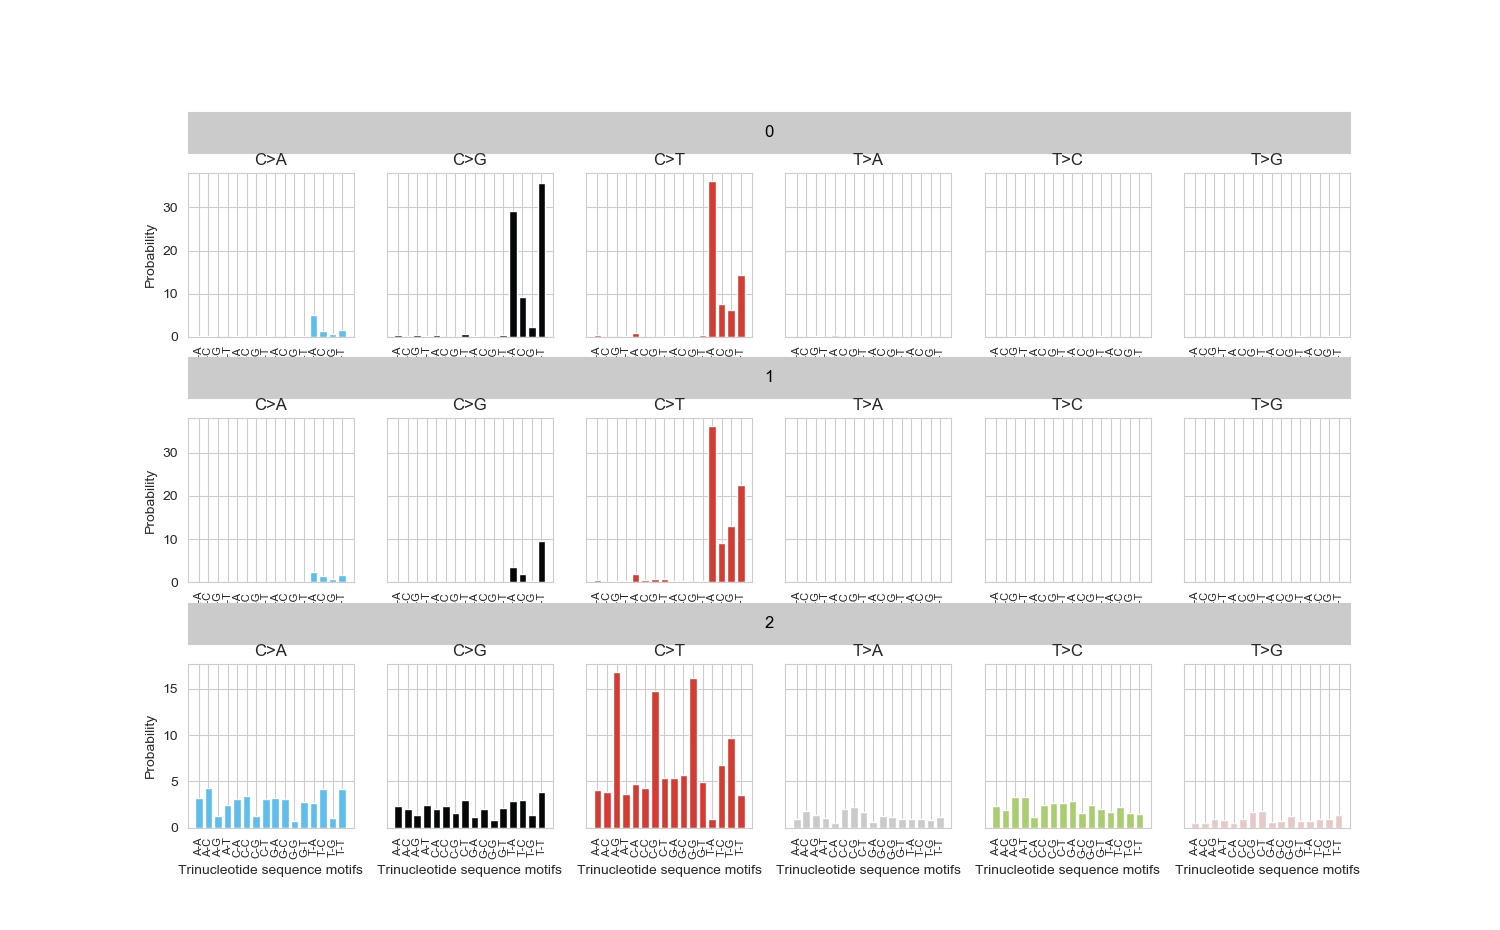 0
C>A C>G C>T T>A T>C T>G
Probability
30
20
10
0
1
C>A C>G C>T T>A T>C T>G
Probability
30
20
10
0
2
C>A C>G C>T T>A T>C T>G
Probability
15
10
5
0
A-A A-C A-G A-T C-A C-C C-G C-T G-A G-C G-G G-T T-A T-C T-G T-T
A-A A-C A-G A-T C-A C-C C-G C-T G-A G-C G-G G-T T-A T-C T-G T-T
A-A A-C A-G A-T C-A C-C C-G C-T G-A G-C G-G G-T T-A T-C T-G T-T
A-A A-C A-G A-T C-A C-C C-G C-T G-A G-C G-G G-T T-A T-C T-G T-T
A-A A-C A-G A-T C-A C-C C-G C-T G-A G-C G-G G-T T-A T-C T-G T-T
A-A A-C A-G A-T C-A C-C C-G C-T G-A G-C G-G G-T T-A T-C T-G T-T
Trinucleotide sequence motifs Trinucleotide sequence motifs Trinucleotide sequence motifs Trinucleotide sequence motifs Trinucleotide sequence motifs Trinucleotide sequence motifs